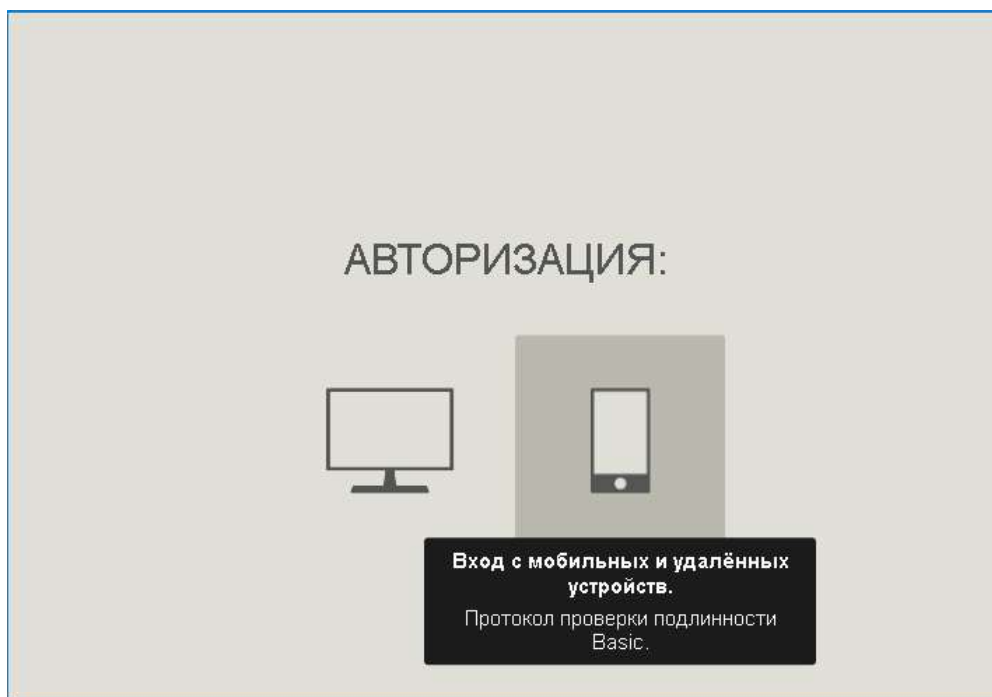 АВТОРИЗАЦИЯ:
Вход с мобильных и удалённых
устройств.
Протокол проверки подлинности
Basic.